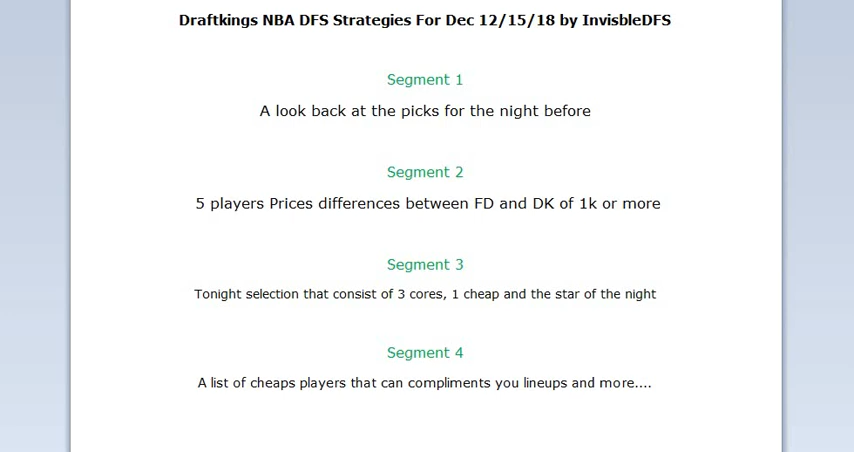 Draftkings NBA DFS Strategies For Dec 12/15/18 by InvisbleDFS
Segment 1
A look back at the picks for the night before
Segment 2
5 players Prices differences between FD and DK of 1k or more
Segment 3
Tonight selection that consist of 3 cores, 1 cheap and the star of the night
Segment 4
A list of cheaps players that can compliments you lineups and more....